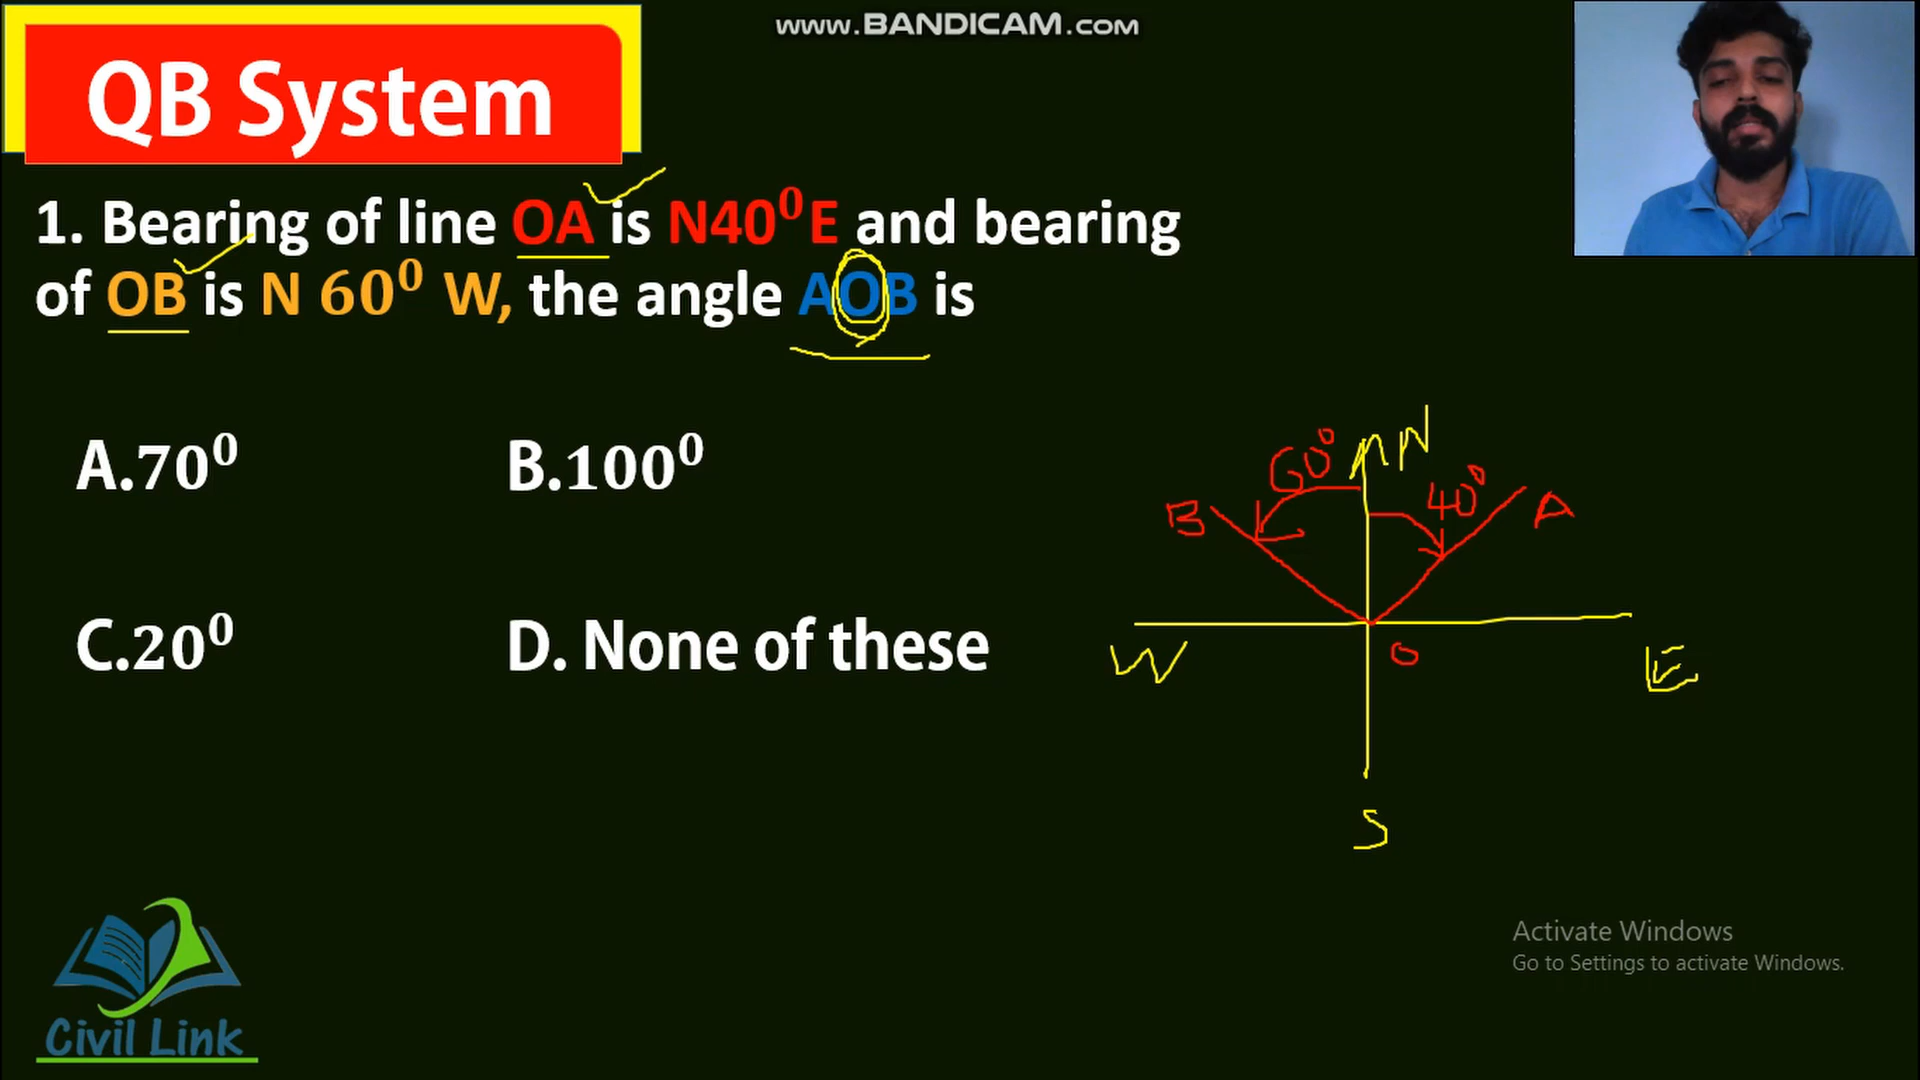 www.BANDICAM.com
QB System
1. Bearing of line OA is N40⁰E and bearing
of OB is N 60⁰ W, the angle AOB is
A.70⁰
B.100⁰
C.20⁰
D. None of these
N
60⁰
40⁰
B
A
W
O
E
S
Activate Windows
Go to Settings to activate Windows.
Civil Link